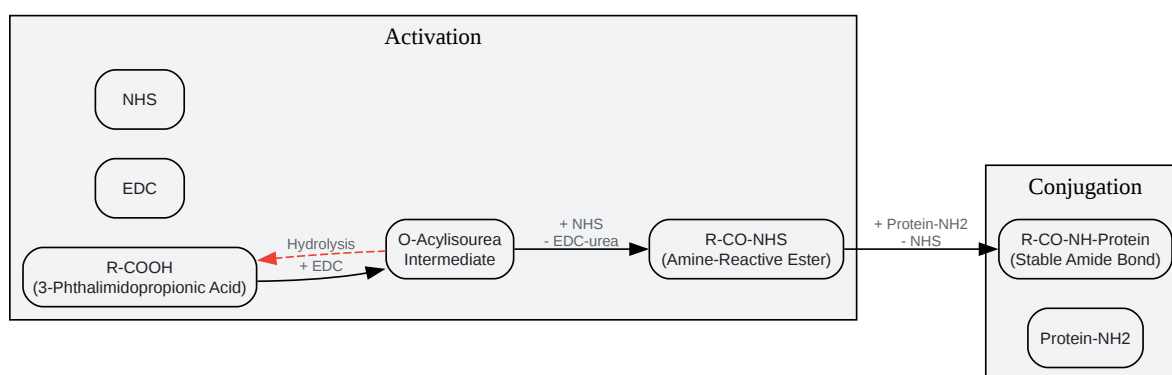 Activation
NHS
EDC
R-COOH
(3-Phthalimidopropionic Acid)
Hydrolysis
+ EDC
O-Acylisourea
Intermediate
+ NHS
- EDC-urea
R-CO-NHS
(Amine-Reactive Ester)
+ Protein-NH2
- NHS
Conjugation
R-CO-NH-Protein
(Stable Amide Bond)
Protein-NH2